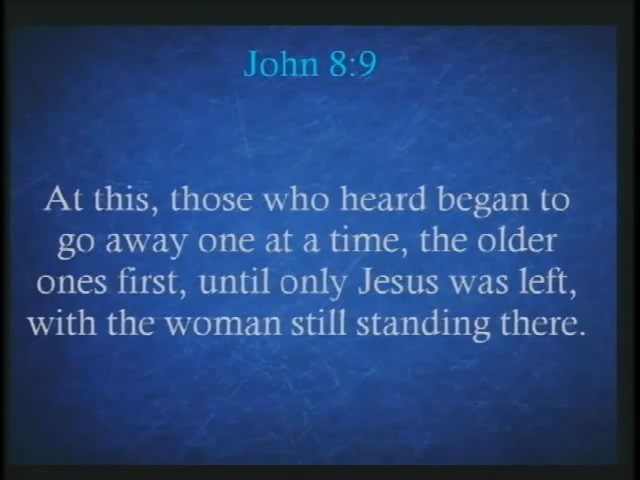 John 8:9
At this, those who heard began to
go away one at a time, the older
ones first, until only Jesus was left,
with the woman still standing there.